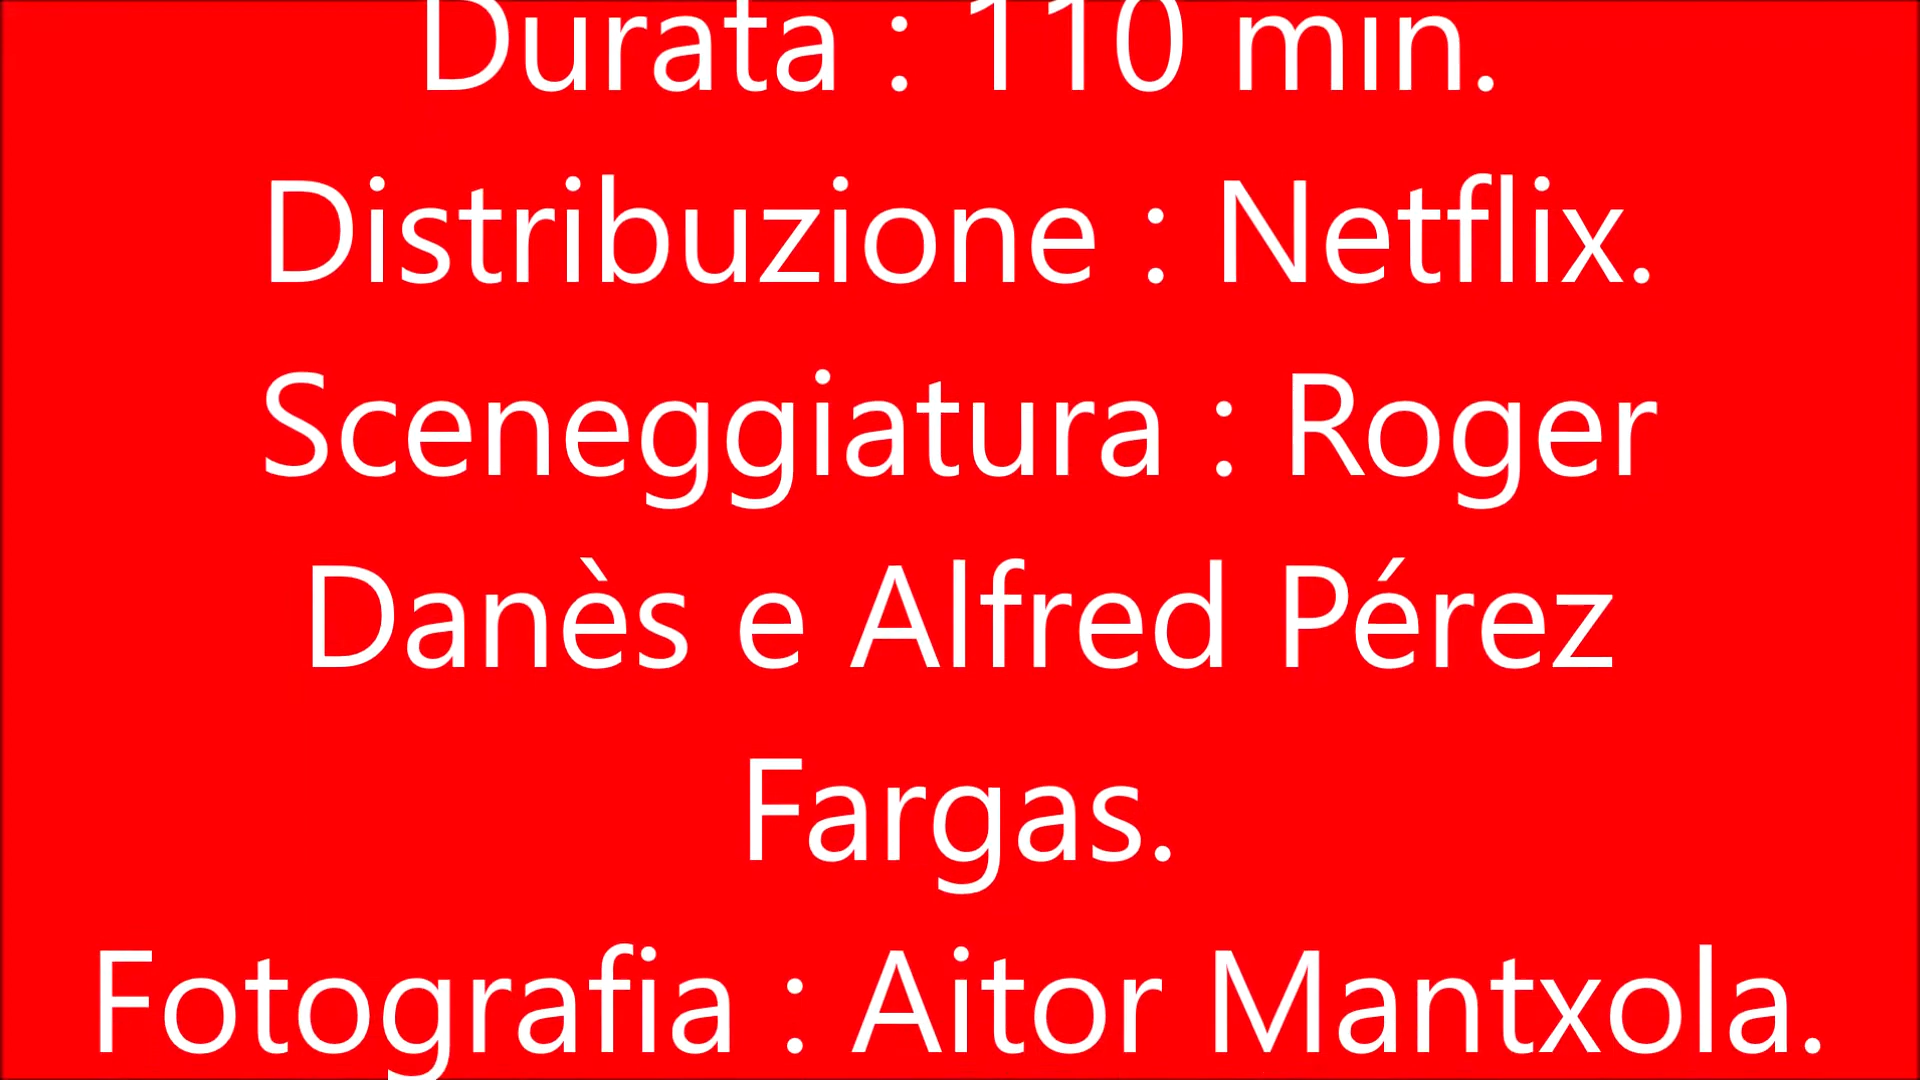 Durata : 110 min.
Distribuzione : Netflix.
Sceneggiatura : Roger
Danès e Alfred Pérez
Fargas.
Fotografia : Aitor Mantxola.